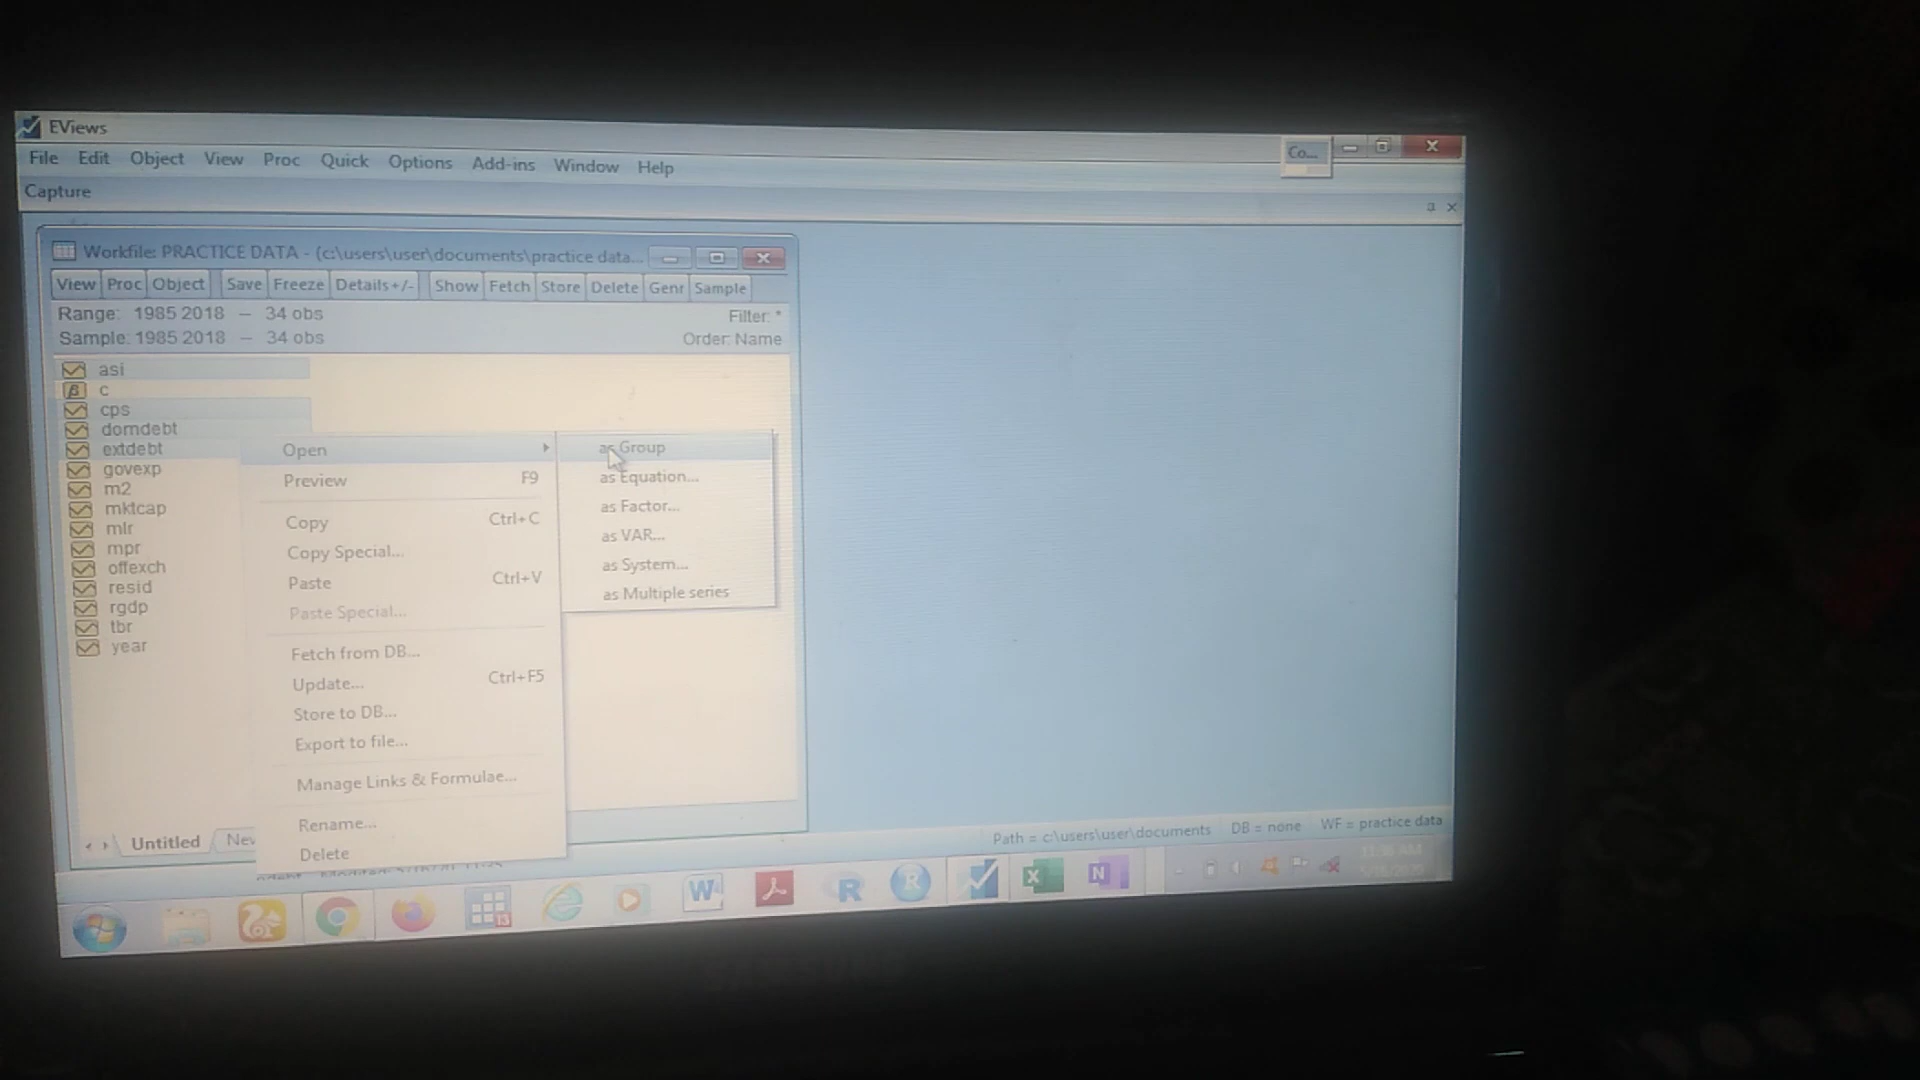 EViews
File Edit Object View Proc Quick Options Add-ins Window Help
Co...
Capture
Workfile: PRACTICE DATA - (c:\users\user\documents\practice data...
View Proc Object Save Freeze Details+/- Show Fetch Store Delete Genr Sample
Range: 1985 2018 – 34 obs
Filter: *
Sample: 1985 2018 – 34 obs
Order: Name
asi
c
cps
domdebt
extdebt
govexp
m2
mktcap
mlr
mpr
offexch
resid
rgdp
tbr
year
Open
Preview F9
Copy Ctrl+C
Copy Special...
Paste Ctrl+V
Paste Special...
Fetch from DB...
Update... Ctrl+F5
Store to DB...
Export to file...
Manage Links & Formulae...
Rename...
Delete
as Group
as Equation...
as Factor...
as VAR...
as System...
as Multiple series
Untitled
Path = c:\users\user\documents DB = none WF = practice data